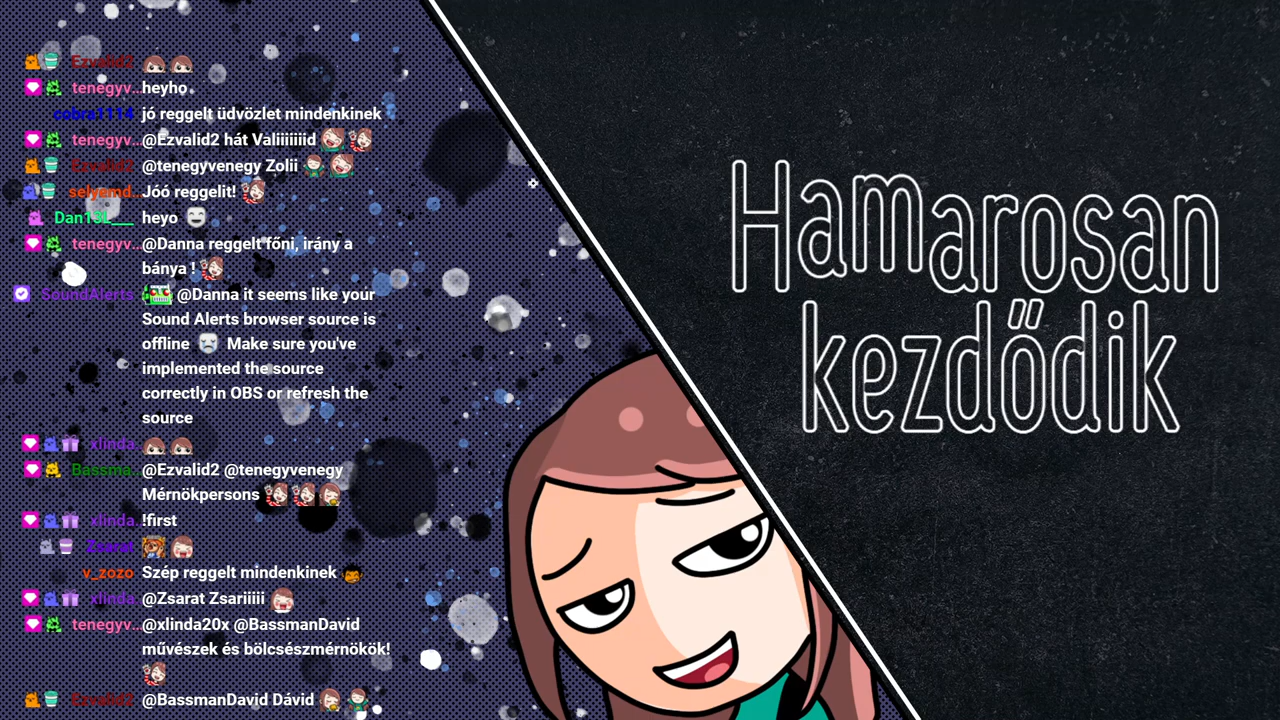 Ezvalid2
tenegyv... heyho
cobra1114 jó reggelt üdvözlet mindenkinek
tenegyv... @Ezvalid2 hát Valiiiiiiid
Ezvalid2 @tenegyvenegy Zolii
selyemd... Jóó reggelit!
Dan13L___ heyo
tenegyv... @Danna reggelt főni, irány a
bánya !
SoundAlerts @Danna it seems like your
Sound Alerts browser source is
offline Make sure you've
implemented the source
correctly in OBS or refresh the
source
xlinda...
Bassma... @Ezvalid2 @tenegyvenegy
Mérnökpersons
xlinda... !first
Zsarat
v_zozo Szép reggelt mindenkinek
xlinda... @Zsarat Zsariiiii
tenegyv... @xlinda20x @BassmanDavid
művészek és bölcsészmérnökök!
Ezvalid2 @BassmanDavid Dávid
Hamarosan
kezdődik